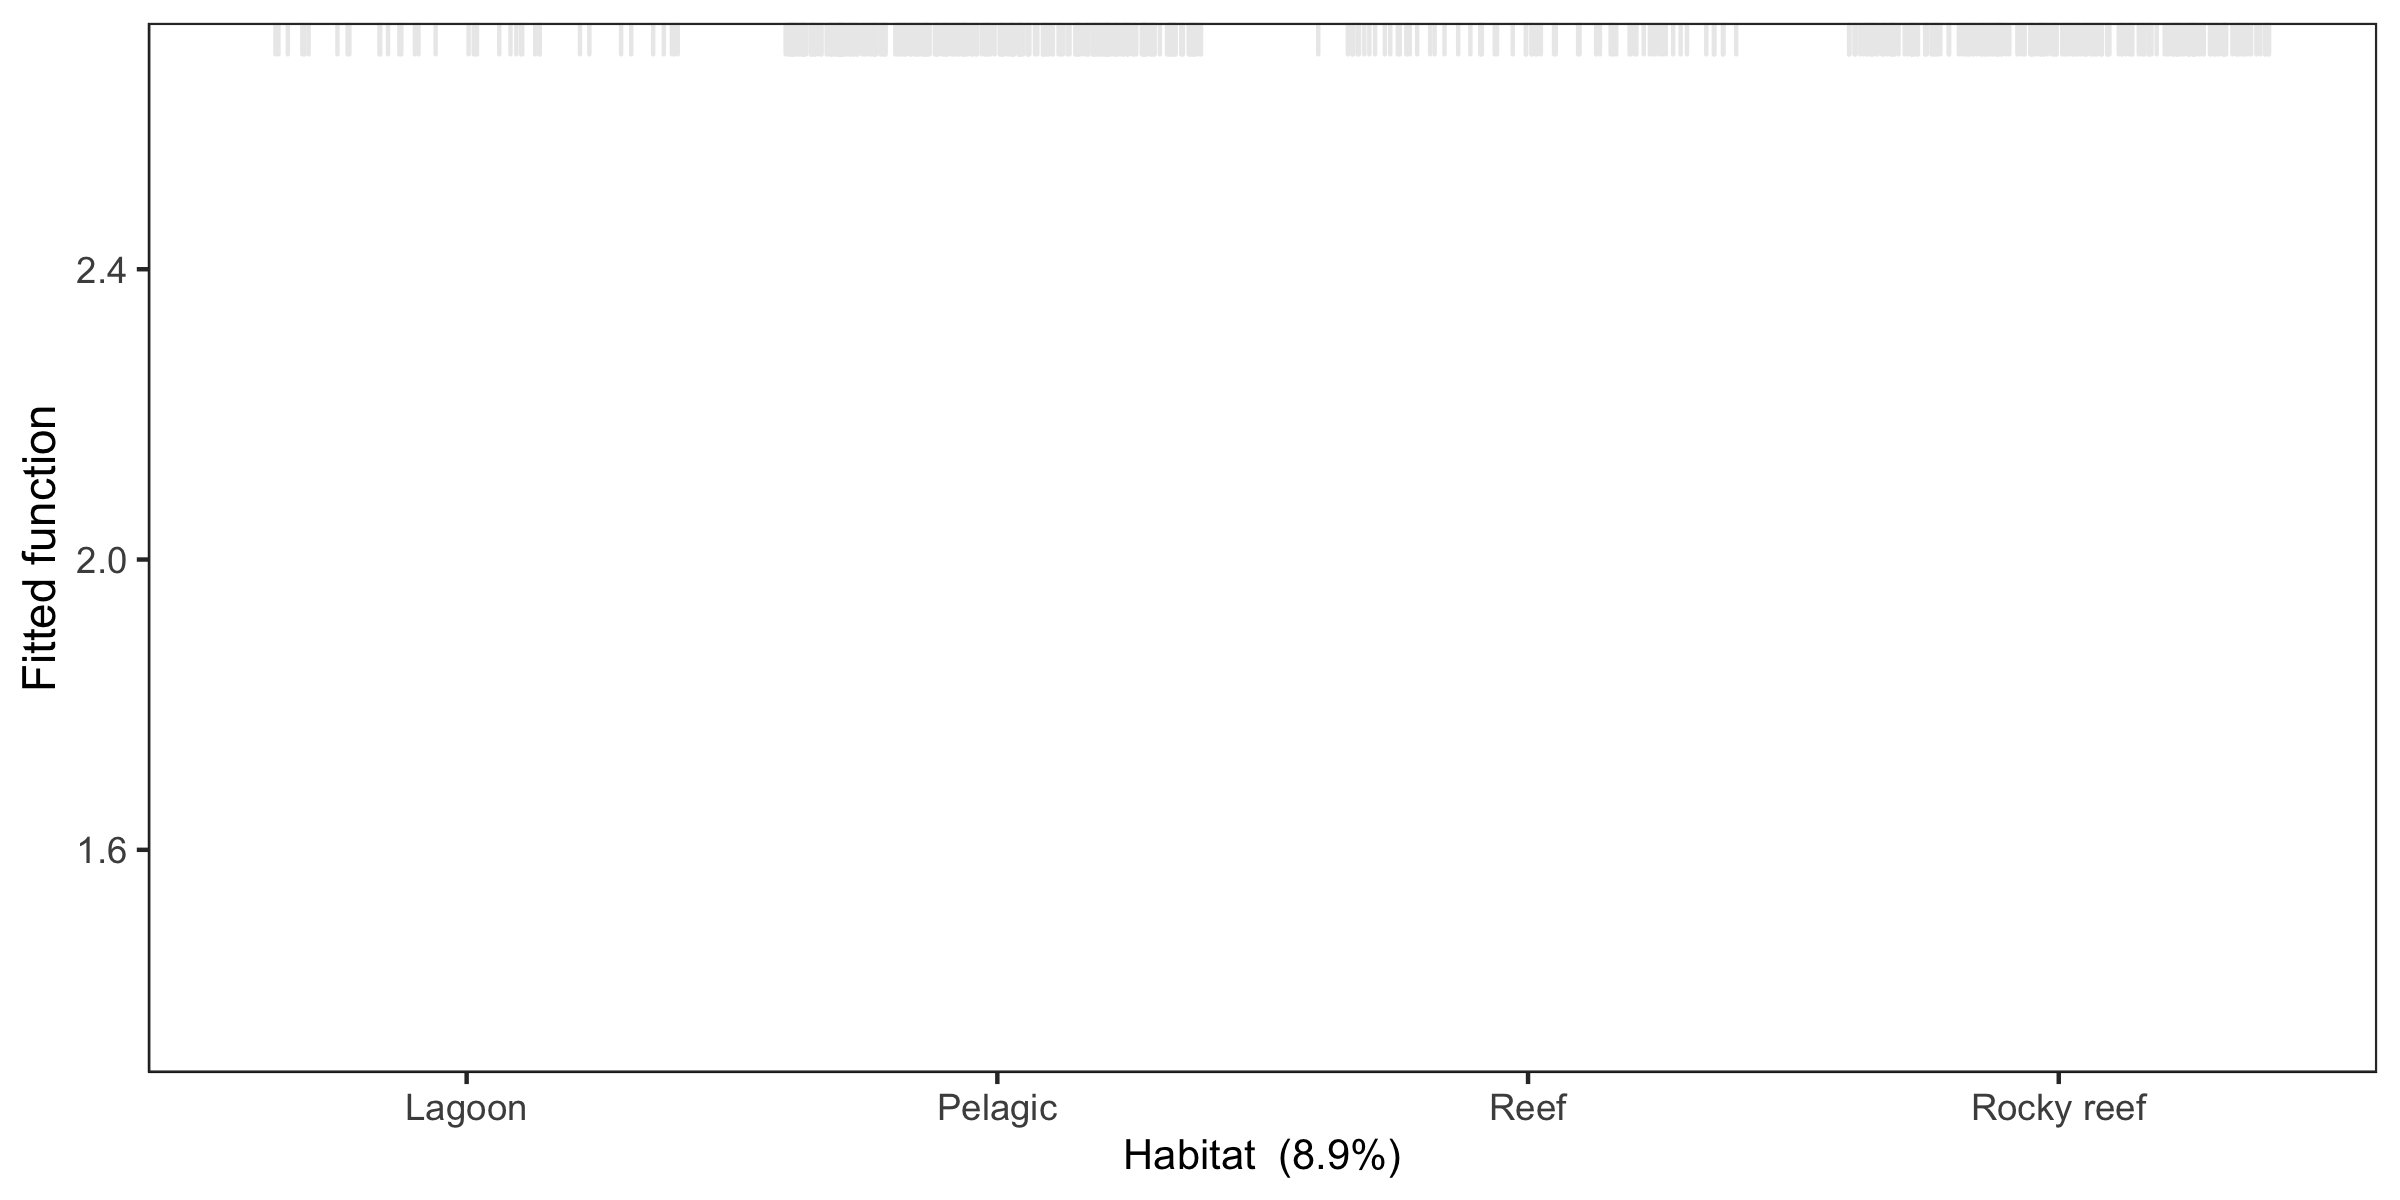 Fitted function
2.4
2.0
1.6
Lagoon Pelagic Reef Rocky reef
Habitat (8.9%)